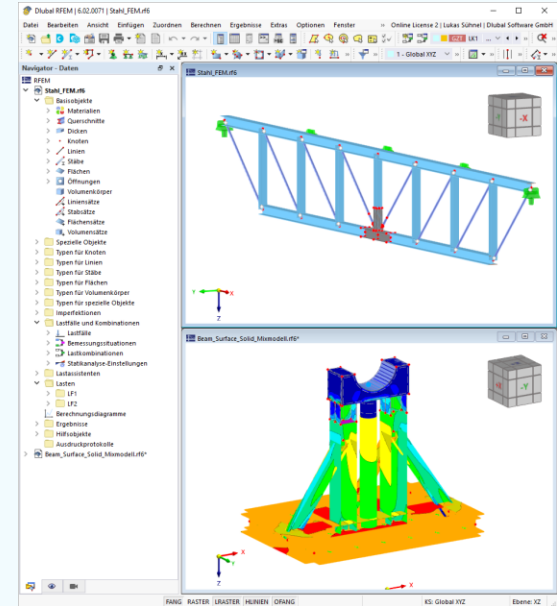 Dlubal RFEM | 6.02.0071 | Stahl_FEM.rf6
Datei Bearbeiten Ansicht Einfügen Zuordnen Berechnen Ergebnisse Extras Optionen Fenster » Online License 2 | Lukas Sühnel | Dlubal Software GmbH
LK1
1 - Global XYZ
Navigator - Daten
RFEM
Stahl_FEM.rf6
Basisobjekte
Materialien
Querschnitte
Dicken
Knoten
Linien
Stäbe
Flächen
Öffnungen
Volumenkörper
Liniensätze
Stabsätze
Flächensätze
Volumensätze
Spezielle Objekte
Typen für Knoten
Typen für Linien
Typen für Stäbe
Typen für Flächen
Typen für Volumenkörper
Typen für spezielle Objekte
Imperfektionen
Lastfälle und Kombinationen
Lastfälle
Bemessungssituationen
Lastkombinationen
Statikanalyse-Einstellungen
Lastassistenten
Lasten
LF1
LF2
Berechnungsdiagramme
Ergebnisse
Hilfsobjekte
Ausdruckprotokolle
Beam_Surface_Solid_Mixmodell.rf6*
Stahl_FEM.rf6
Y -X
Y X
Z
Beam_Surface_Solid_Mixmodell.rf6*
+X -Y
X
Y
Z
X
FANG RASTER LRASTER HLINIEN OFANG KS: Global XYZ Ebene: XZ